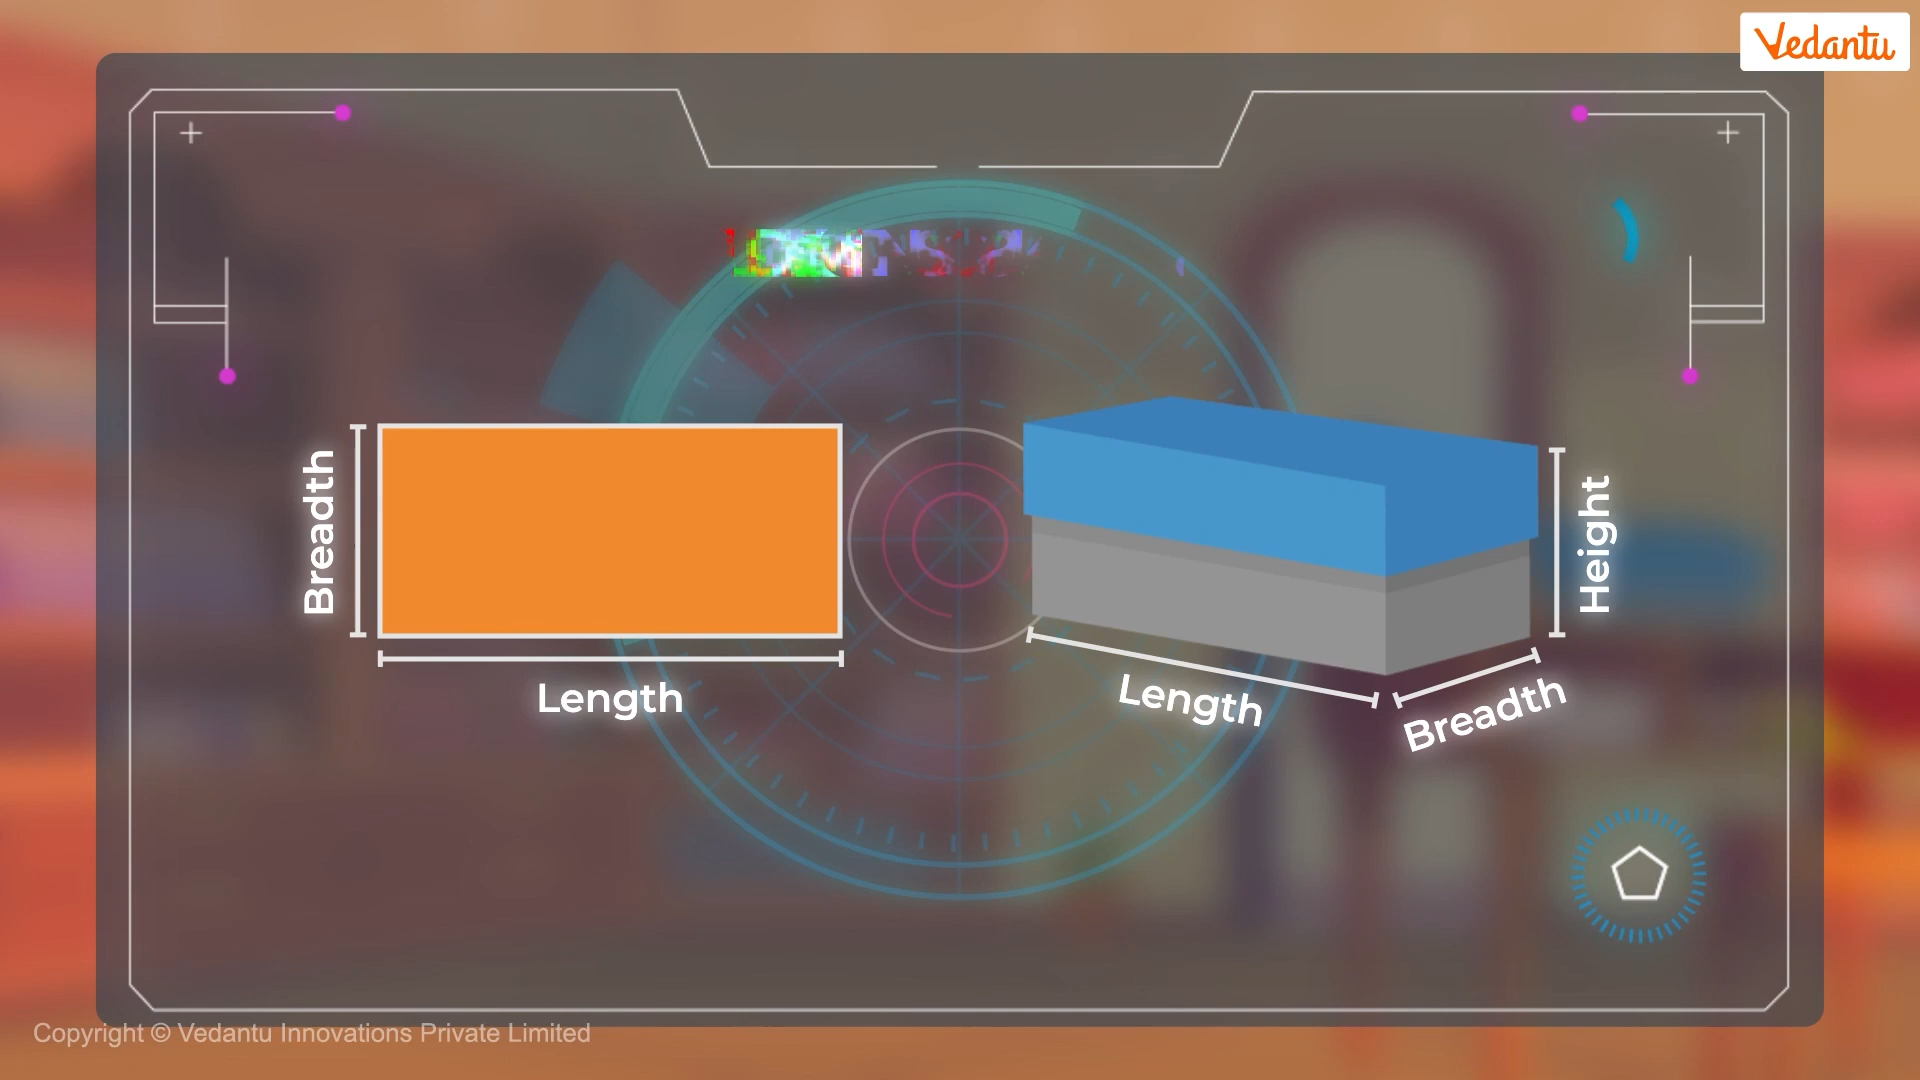 Vedantu
Breadth
Length
Height
Length
Breadth
Copyright © Vedantu Innovations Private Limited